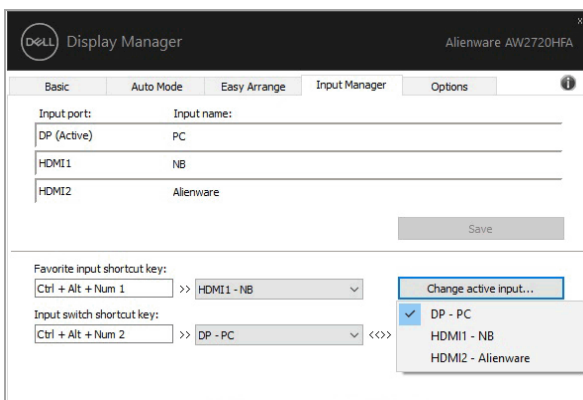 DELL Display Manager Alienware AW2720HFA
x
Basic Auto Mode Easy Arrange Input Manager Options
Input port: Input name:
DP (Active) PC
HDMI1 NB
HDMI2 Alienware
Save
Favorite input shortcut key:
Ctrl + Alt + Num 1 >> HDMI1 - NB Change active input...
Input switch shortcut key:
Ctrl + Alt + Num 2 >> DP - PC <<>>
DP - PC
HDMI1 - NB
HDMI2 - Alienware